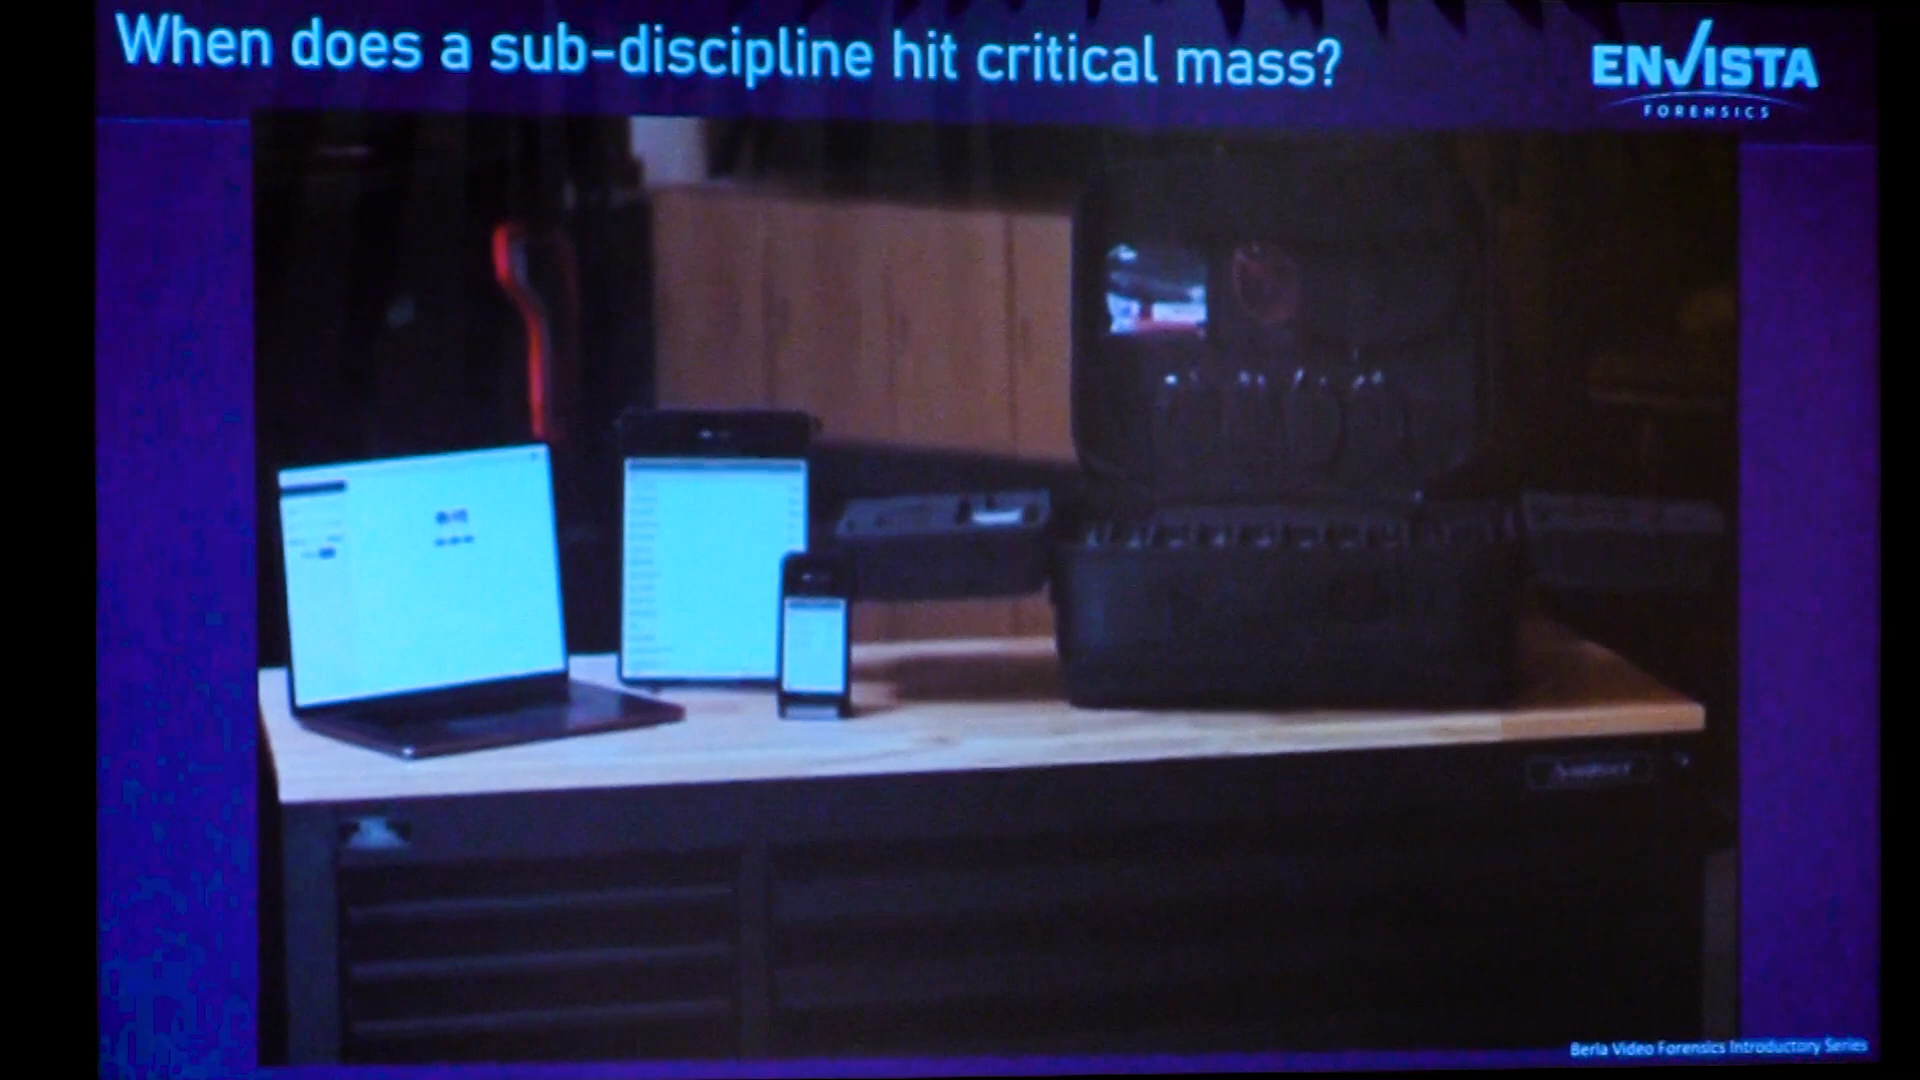 When does a sub-discipline hit critical mass?
ENVISTA
FORENSICS
Berla Video Forensics Introductory Series